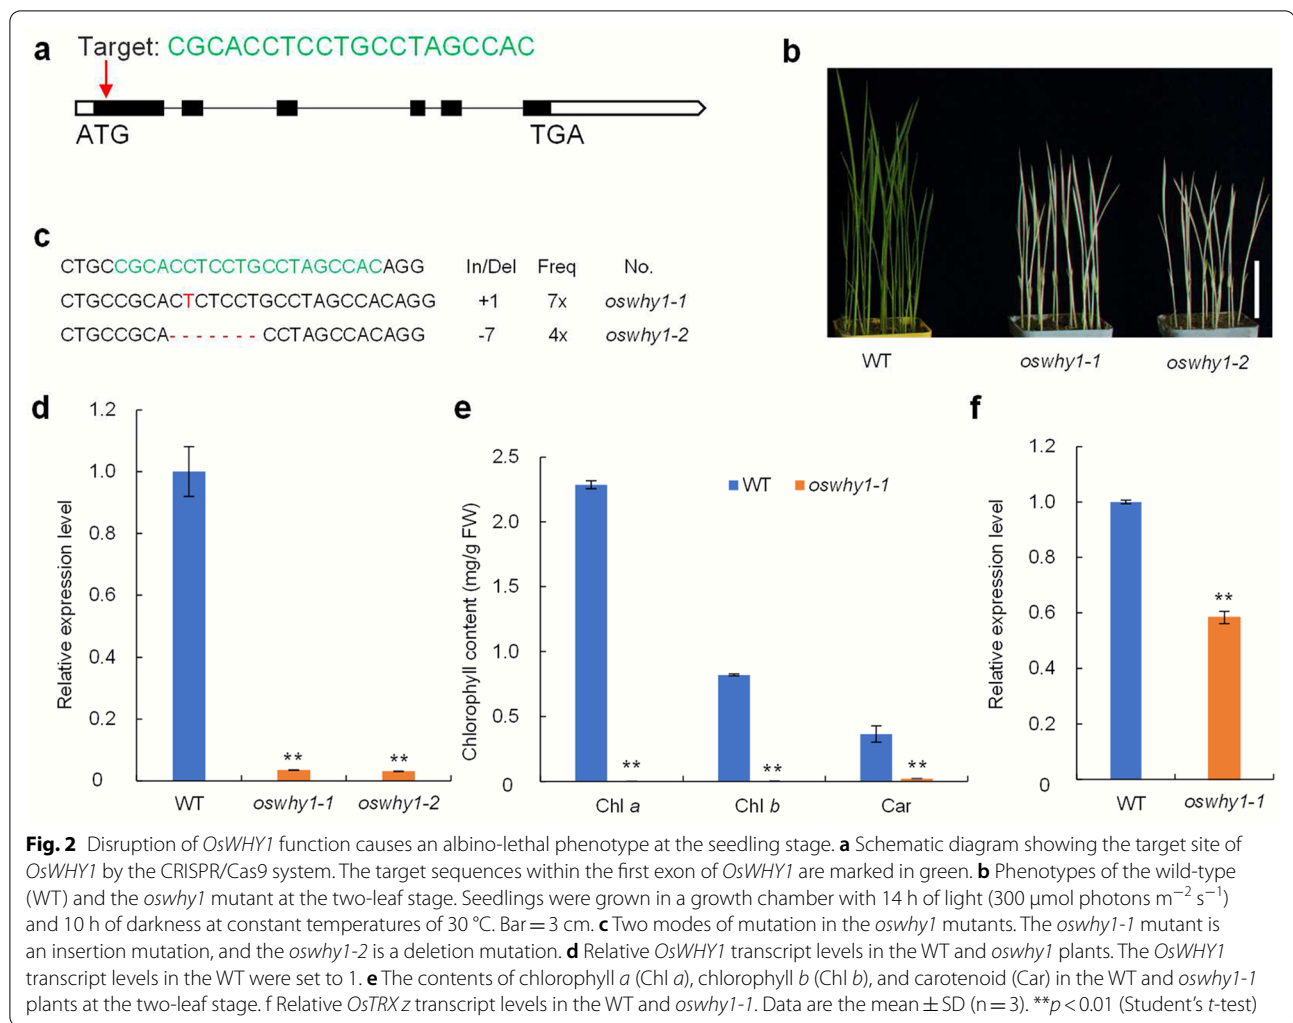 a Target: CGCACCTCCTGCCTAGCCAC
ATG TGA
b
WT oswhy1-1 oswhy1-2
c
CTGCCGCACCTCCTGCCTAGCCACAGG In/Del Freq No.
CTGCCGCACTCTCCTGCCTAGCCACAGG +1 7x oswhy1-1
CTGCCGCA- - - - - - - CCTAGCCACAGG -7 4x oswhy1-2
d
Relative expression level
1.2
1.0
0.8
0.6
0.4
0.2
0
** **
WT oswhy1-1 oswhy1-2
e
Chlorophyll content (mg/g FW)
2.5
2.0
1.5
1.0
0.5
0
WT oswhy1-1
** ** **
Chl a Chl b Car
f
Relative expression level
1.2
1.0
0.8
0.6
0.4
0.2
0
**
WT oswhy1-1
Fig. 2 Disruption of OsWHY1 function causes an albino-lethal phenotype at the seedling stage. a Schematic diagram showing the target site of
OsWHY1 by the CRISPR/Cas9 system. The target sequences within the first exon of OsWHY1 are marked in green. b Phenotypes of the wild-type
(WT) and the oswhy1 mutant at the two-leaf stage. Seedlings were grown in a growth chamber with 14 h of light (300 μmol photons m−2 s−1)
and 10 h of darkness at constant temperatures of 30 °C. Bar = 3 cm. c Two modes of mutation in the oswhy1 mutants. The oswhy1-1 mutant is
an insertion mutation, and the oswhy1-2 is a deletion mutation. d Relative OsWHY1 transcript levels in the WT and oswhy1 plants. The OsWHY1
transcript levels in the WT were set to 1. e The contents of chlorophyll a (Chl a), chlorophyll b (Chl b), and carotenoid (Car) in the WT and oswhy1-1
plants at the two-leaf stage. f Relative OsTRX z transcript levels in the WT and oswhy1-1. Data are the mean ± SD (n = 3). **p < 0.01 (Student's t-test)